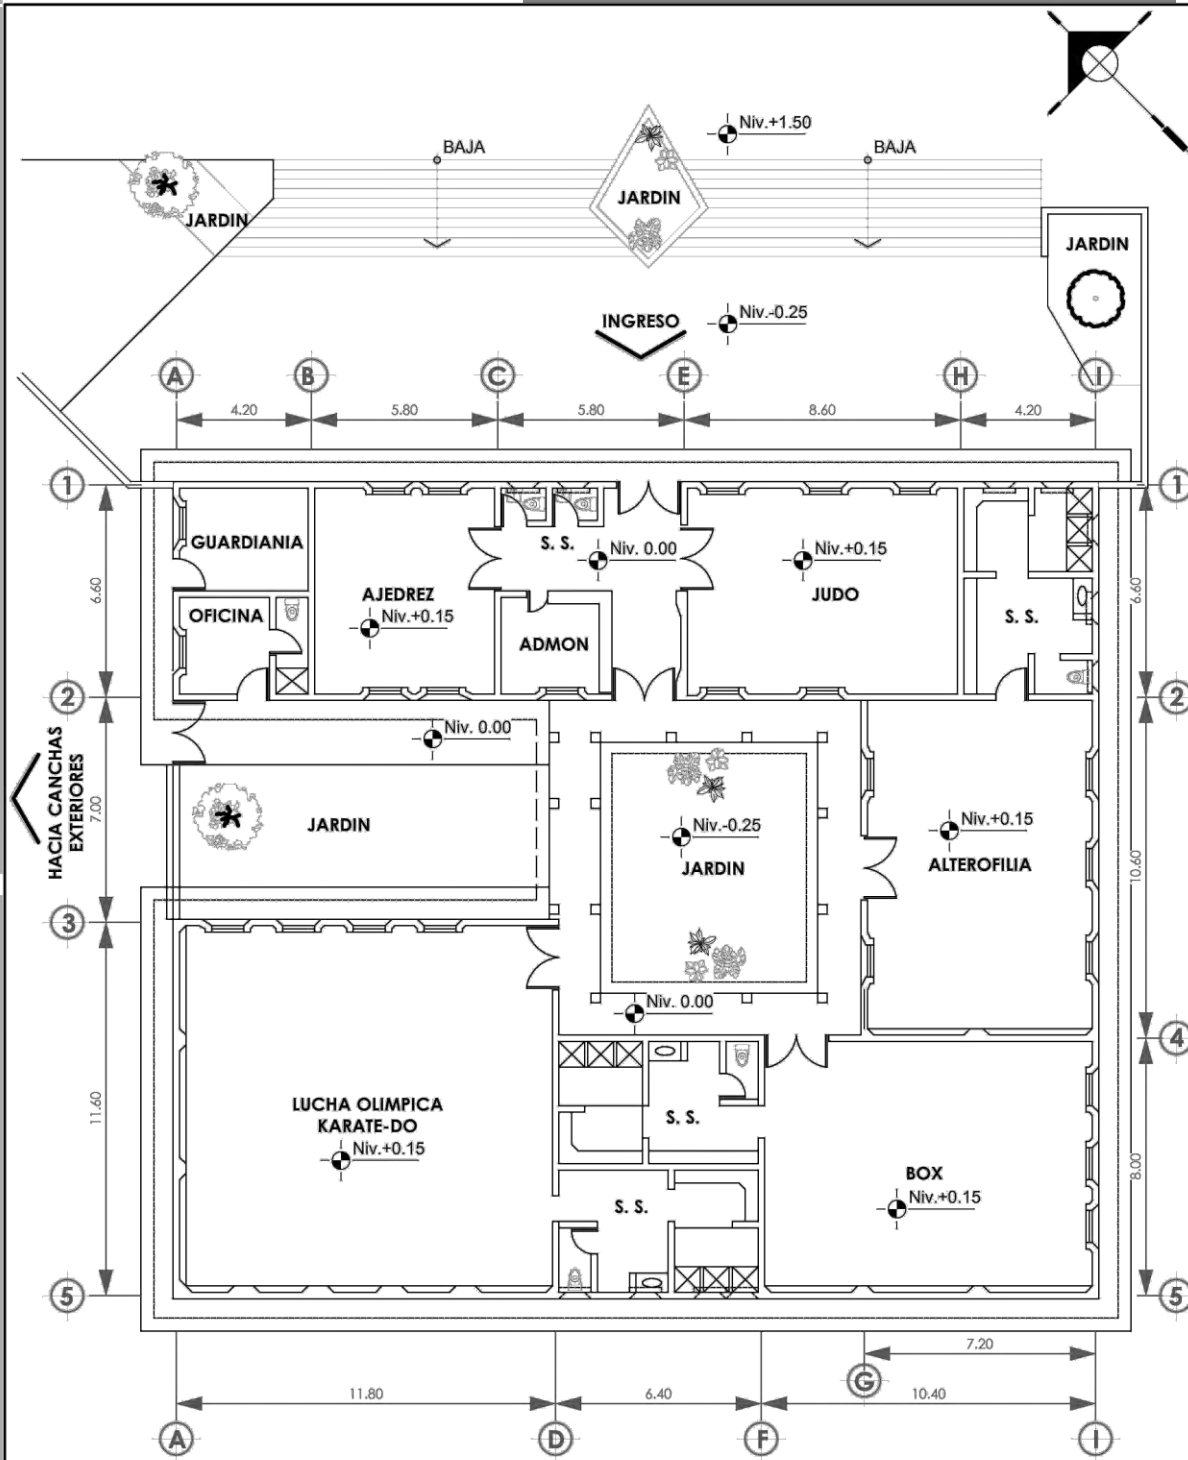 Niv.+1.50
BAJA
BAJA
JARDIN
JARDIN
JARDIN
INGRESO
Niv.-0.25
A
B
C
E
H
I
4.20
5.80
5.80
8.60
4.20
1
1
GUARDIANIA
S. S.
Niv. 0.00
Niv.+0.15
AJEDREZ
JUDO
6.60
6.60
OFICINA
Niv.+0.15
S. S.
ADMON
2
2
HACIA CANCHAS
EXTERIORES
Niv. 0.00
7.00
JARDIN
Niv.-0.25
JARDIN
Niv.+0.15
ALTEROFILIA
10.60
3
Niv. 0.00
4
LUCHA OLIMPICA
KARATE-DO
Niv.+0.15
11.60
S. S.
S. S.
BOX
Niv.+0.15
8.00
5
5
7.20
G
11.80
6.40
10.40
A
D
F
I